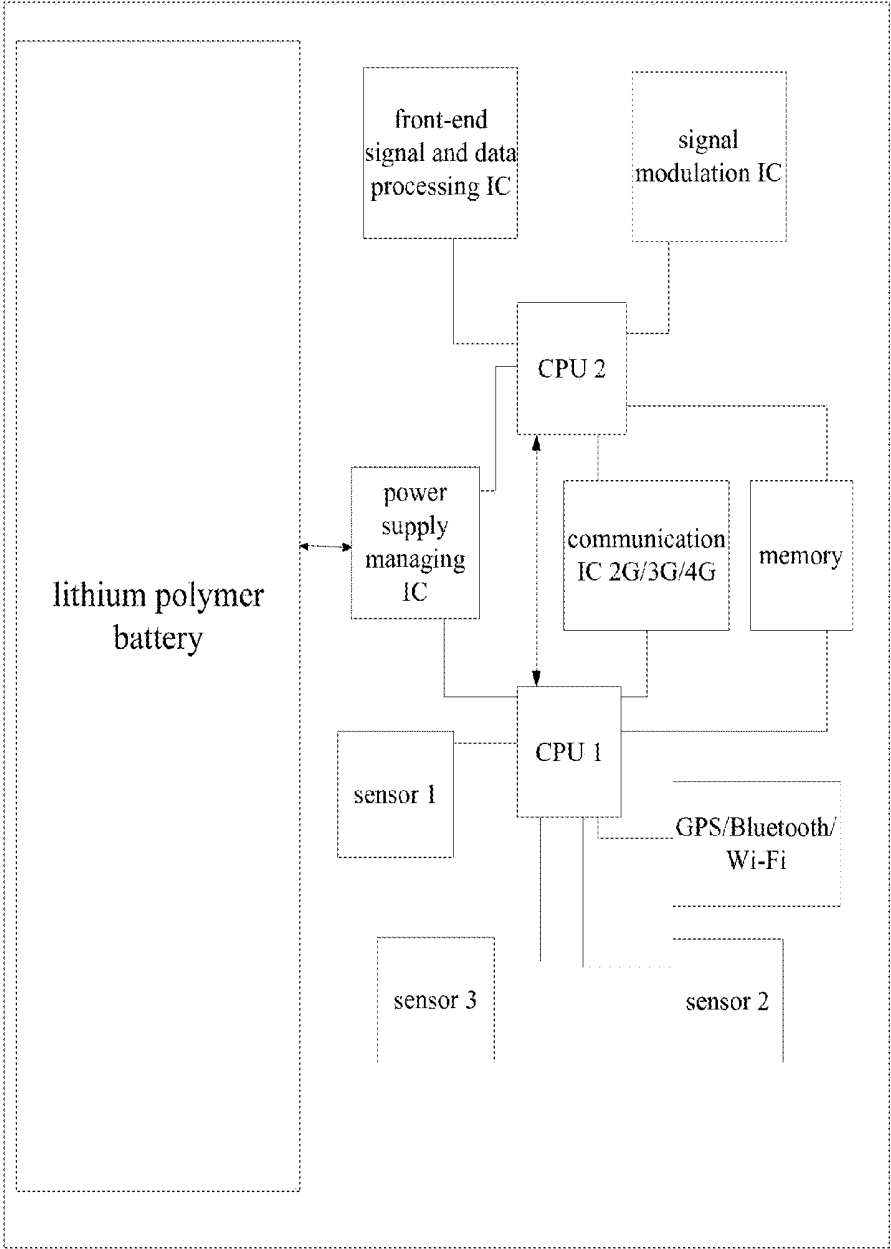 front-end
signal and data
processing IC
signal
modulation IC
CPU 2
power
supply
managing
IC
communication
IC 2G/3G/4G
memory
lithium polymer
battery
CPU 1
sensor 1
GPS/Bluetooth/
Wi-Fi
sensor 3
sensor 2